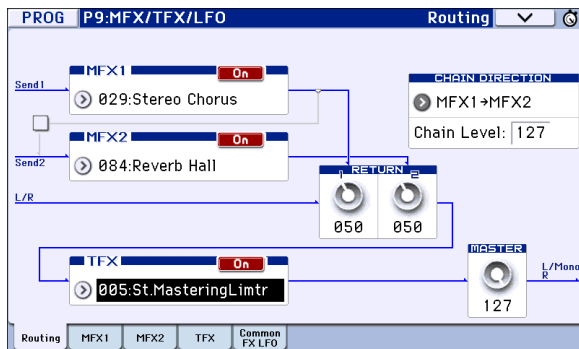 PROG P9:MFX/TFX/LFO Routing
MFX1 On
Send1
029:Stereo Chorus
CHAIN DIRECTION
MFX1→MFX2
Chain Level: 127
MFX2 On
Send2
084:Reverb Hall
L/R
RETURN
1 2
050 050
TFX On
005:St.MasteringLimtr
MASTER
127
L/Mono
R
Routing MFX1 MFX2 TFX Common
FX LFO